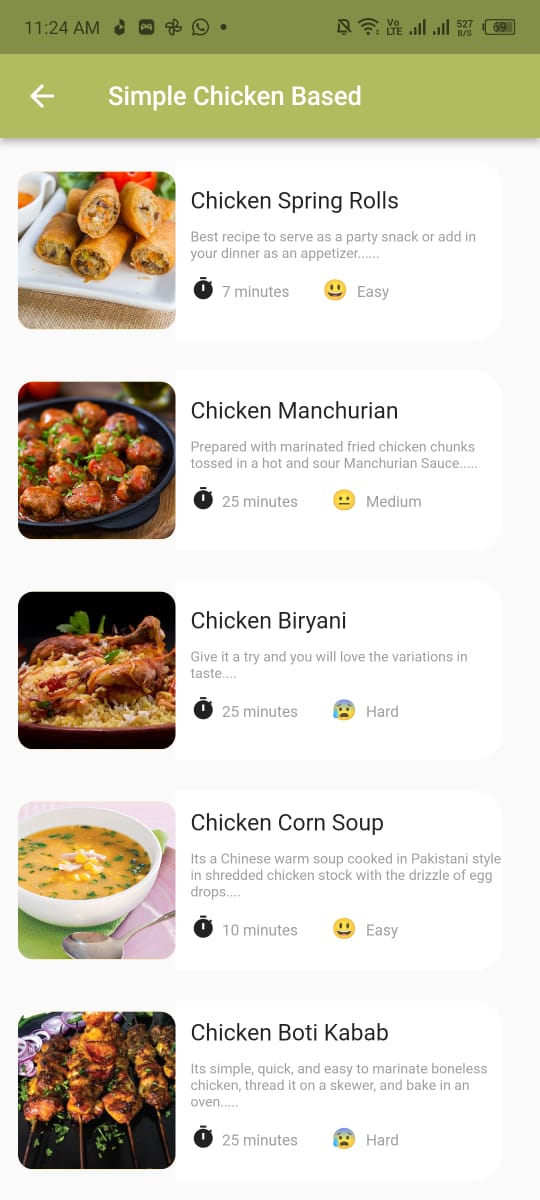 11:24 AM
Vo
LTE
527
B/S
69
Simple Chicken Based
Chicken Spring Rolls
Best recipe to serve as a party snack or add in
your dinner as an appetizer......
7 minutes
Easy
Chicken Manchurian
Prepared with marinated fried chicken chunks
tossed in a hot and sour Manchurian Sauce.....
25 minutes
Medium
Chicken Biryani
Give it a try and you will love the variations in
taste....
25 minutes
Hard
Chicken Corn Soup
Its a Chinese warm soup cooked in Pakistani style
in shredded chicken stock with the drizzle of egg
drops....
10 minutes
Easy
Chicken Boti Kabab
Its simple, quick, and easy to marinate boneless
chicken, thread it on a skewer, and bake in an
oven.....
25 minutes
Hard